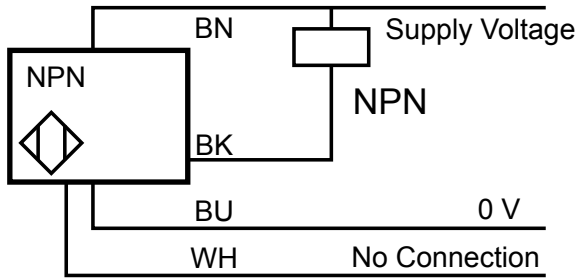 BN
Supply Voltage
NPN
NPN
BK
BU
0 V
WH
No Connection